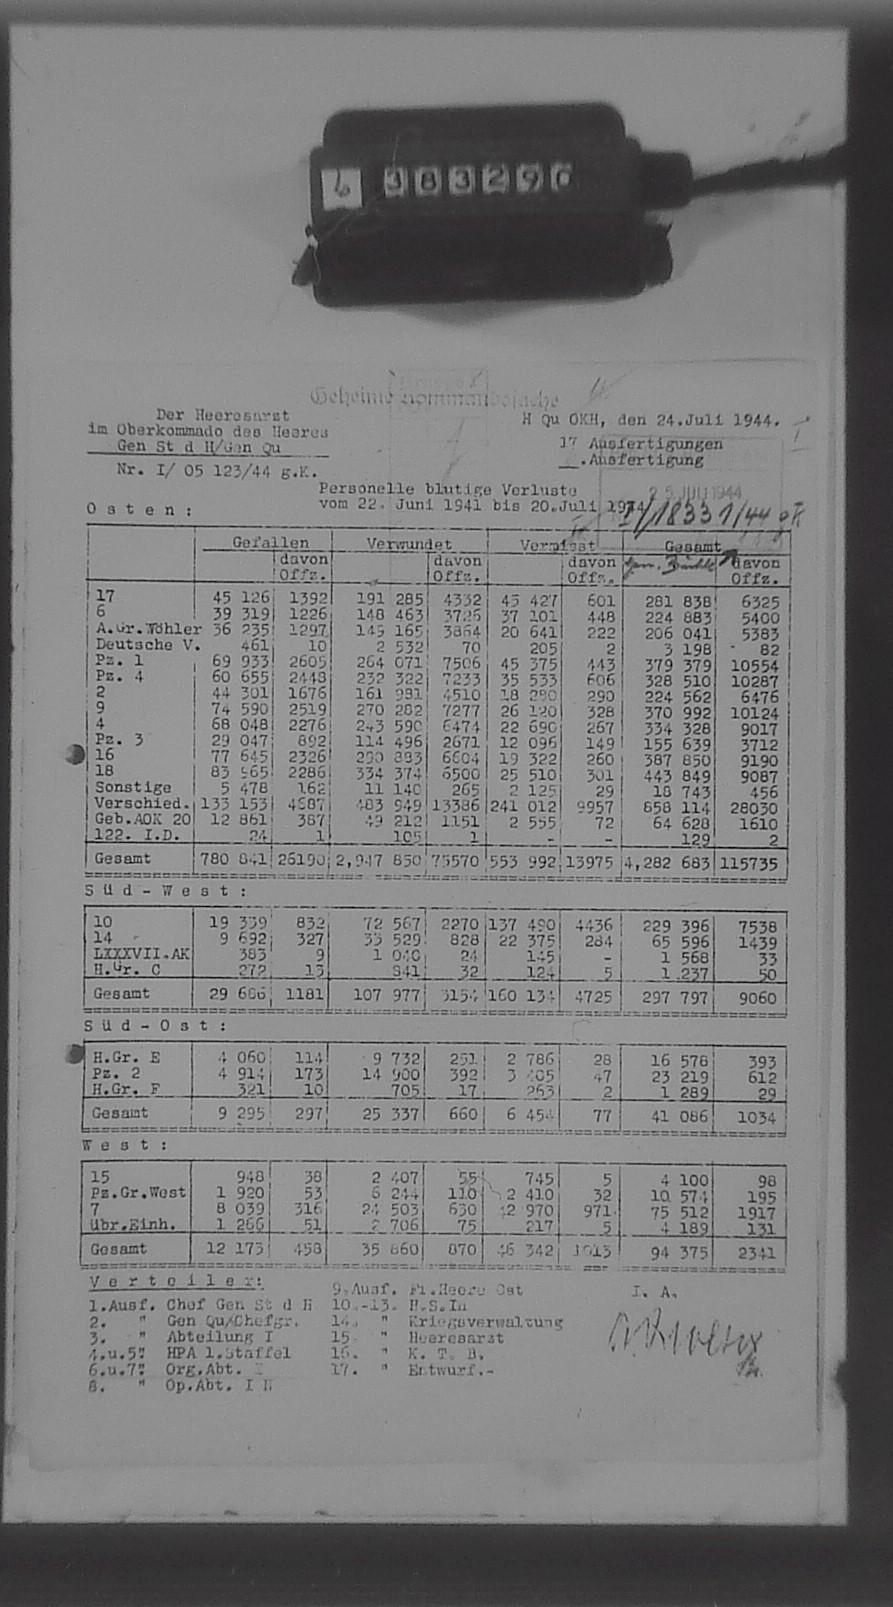 6 383290
Geheime Kommandosache
Der Heeresarzt
im Oberkommado des Heeres
Gen St d H/Gen Qu
Nr. I/ 05 123/44 g.K.
H Qu OKH, den 24.Juli 1944.
17 Ausfertigungen
.Ausfertigung
25 JULI 1944
Personelle blutige Verluste
vom 22. Juni 1941 bis 20.Juli
I/18331/44 gK
Osten:
Gefallen Verwundet Vermisst Gesamt
davon Offz. davon Offz. davon Offz. davon Offz.
17 45 126 1392 191 285 4332 45 427 601 281 838 6325
6 39 319 1226 148 463 3726 37 101 448 224 883 5400
A.Gr.Wöhler 36 235 1297 149 165 3864 20 641 222 206 041 5383
Deutsche V. 461 10 2 532 70 205 2 3 198 82
Pz. 1 69 933 2605 264 071 7506 45 375 443 379 379 10554
Pz. 4 60 655 2448 232 322 7233 35 533 606 328 510 10287
2 44 301 1676 161 981 4510 18 280 290 224 562 6476
9 74 590 2519 270 282 7277 26 120 328 370 992 10124
4 68 048 2276 243 590 6474 22 690 267 334 328 9017
Pz. 3 29 047 892 114 496 2671 12 096 149 155 639 3712
16 77 645 2326 290 883 6604 19 322 260 387 850 9190
18 83 965 2286 334 374 6500 25 510 301 443 849 9087
Sonstige 5 478 162 11 140 265 2 125 29 18 743 456
Verschied. 133 153 4687 483 949 13386 241 012 9957 858 114 28030
Geb.AOK 20 12 861 387 49 212 1151 2 555 72 64 628 1610
122. I.D. 24 1 105 1 - - 129 2
Gesamt 780 841 26190 2,947 850 75570 553 992 13975 4,282 683 115735
Süd-West:
10 19 339 832 72 567 2270 137 490 4436 229 396 7538
14 9 692 327 33 529 828 22 375 284 65 596 1439
LXXXVII.AK 383 9 1 040 24 145 - 1 568 33
H.Gr. C 272 13 841 32 124 5 1.237 50
Gesamt 29 686 1181 107 977 3154 160 134 4725 297 797 9060
Süd-Ost:
H.Gr. E 4 060 114 9 732 251 2 786 28 16 578 393
Pz. 2 4 914 173 14 900 392 3 405 47 23 219 612
H.Gr. F 321 10 705 17 263 2 1 289 29
Gesamt 9 295 297 25 337 660 6 454 77 41 086 1034
West:
15 948 38 2 407 55 745 5 4 100 98
Pz.Gr.West 1 920 53 6 244 110 2 410 32 10 574 195
7 8 039 316 24 503 630 42 970 971 75 512 1917
Übr.Einh. 1 266 51 2 706 75 217 5 4 189 131
Gesamt 12 173 458 35 860 870 46 342 1013 94 375 2341
Verteiler:
1.Ausf. Chef Gen St d H
2. " Gen Qu/Chefgr.
3. " Abteilung I
4.u.5." HPA 1.Staffel
6.u.7." Org.Abt. I
8. " Op.Abt. I H
9.Ausf. Fr.Heere Ost
10.-13. H.S.In
14. " Kriegsverwaltung
15. " Heeresarzt
16. " K. T. B.
17. " Entwurf.-
I. A.